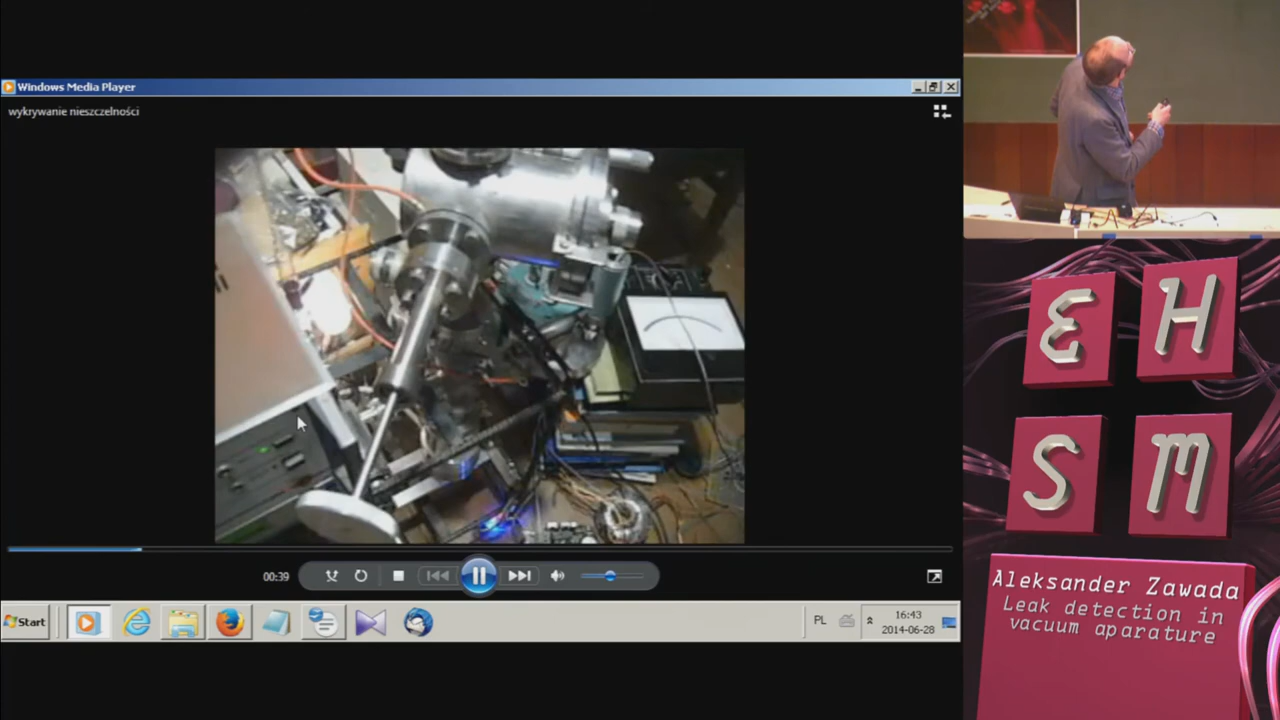 Windows Media Player
wykrywanie nieszczelności
00:39
Start
PL
16:43
2014-06-28
E H
S M
Aleksander Zawada
Leak detection in
vacuum aparature